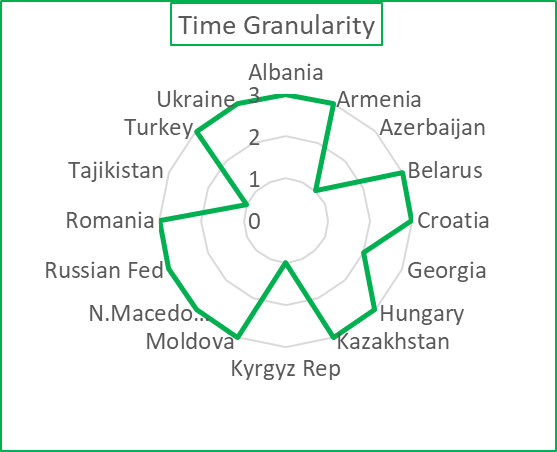 Time Granularity
Albania
Ukraine 3 Armenia
Turkey Azerbaijan
2
Tajikistan Belarus
1
Romania 0 Croatia
Russian Fed Georgia
N.Macedo... Hungary
Moldova Kazakhstan
Kyrgyz Rep